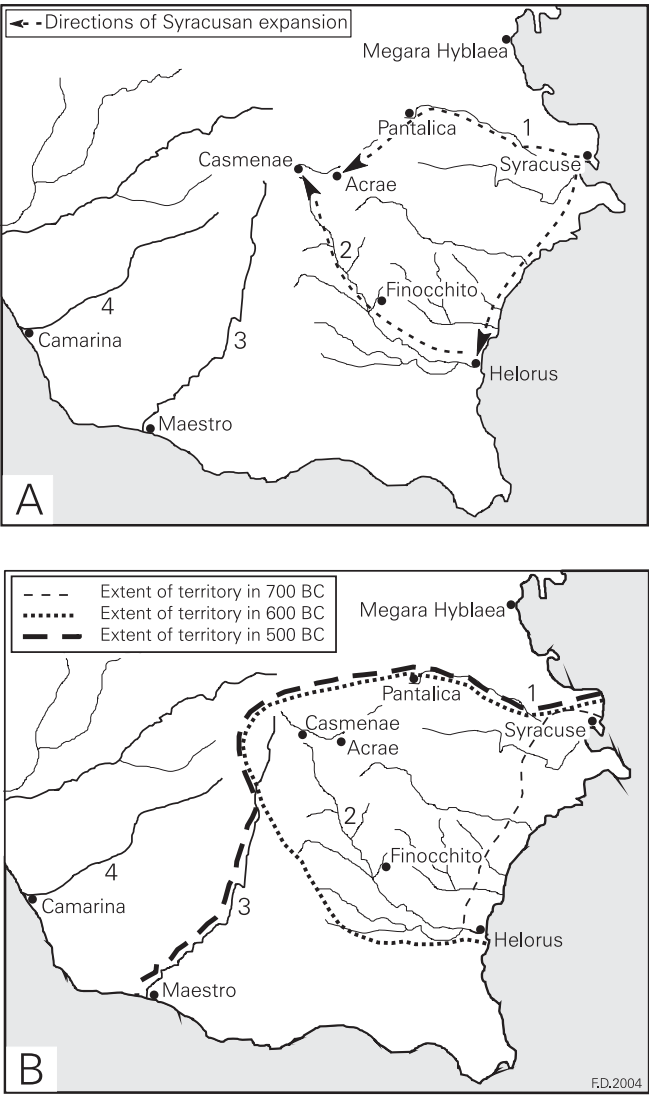 Directions of Syracusan expansion
Megara Hyblaea
Pantalica
1
Casmenae
Syracuse
Acrae
2
Finocchito
4
Camarina
3
Helorus
Maestro
A
Extent of territory in 700 BC
Extent of territory in 600 BC
Extent of territory in 500 BC
Megara Hyblaea
Pantalica
1
Casmenae
Syracuse
Acrae
2
Finocchito
4
Camarina
3
Helorus
Maestro
B
F.D.2004